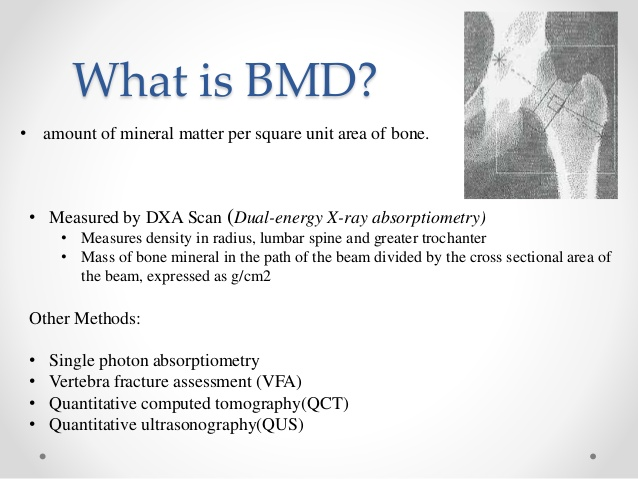 What is BMD?
• amount of mineral matter per square unit area of bone.
• Measured by DXA Scan (Dual-energy X-ray absorptiometry)
• Measures density in radius, lumbar spine and greater trochanter
• Mass of bone mineral in the path of the beam divided by the cross sectional area of
the beam, expressed as g/cm2
Other Methods:
• Single photon absorptiometry
• Vertebra fracture assessment (VFA)
• Quantitative computed tomography(QCT)
• Quantitative ultrasonography(QUS)